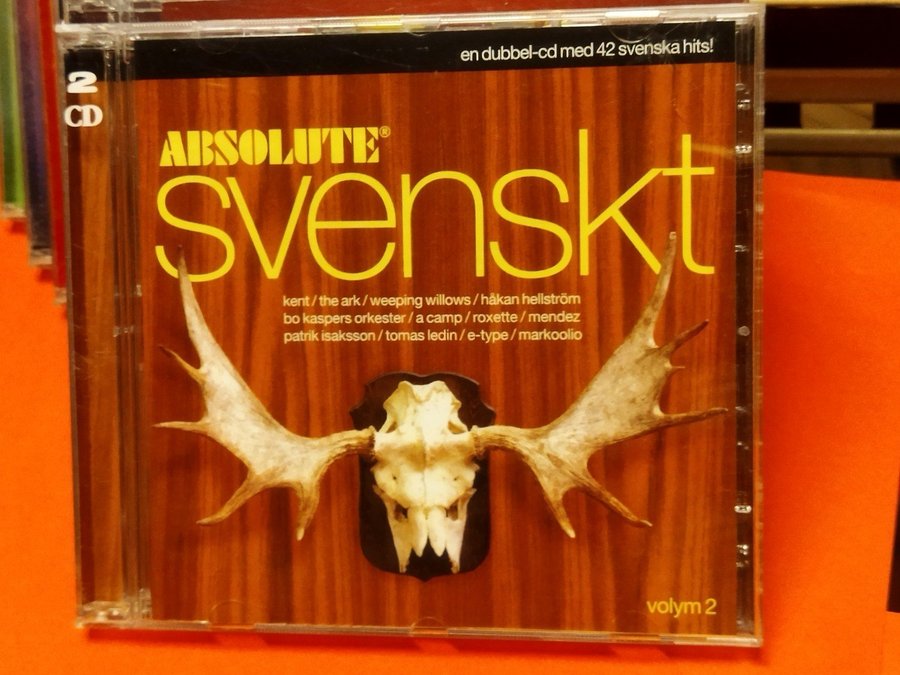 en dubbel-cd med 42 svenska hits!
2
CD
ABSOLUTE®
svenskt
kent / the ark / weeping willows / håkan hellström
bo kaspers orkester / a camp / roxette / mendez
patrik isaksson / tomas ledin / e-type / markoolio
volym 2